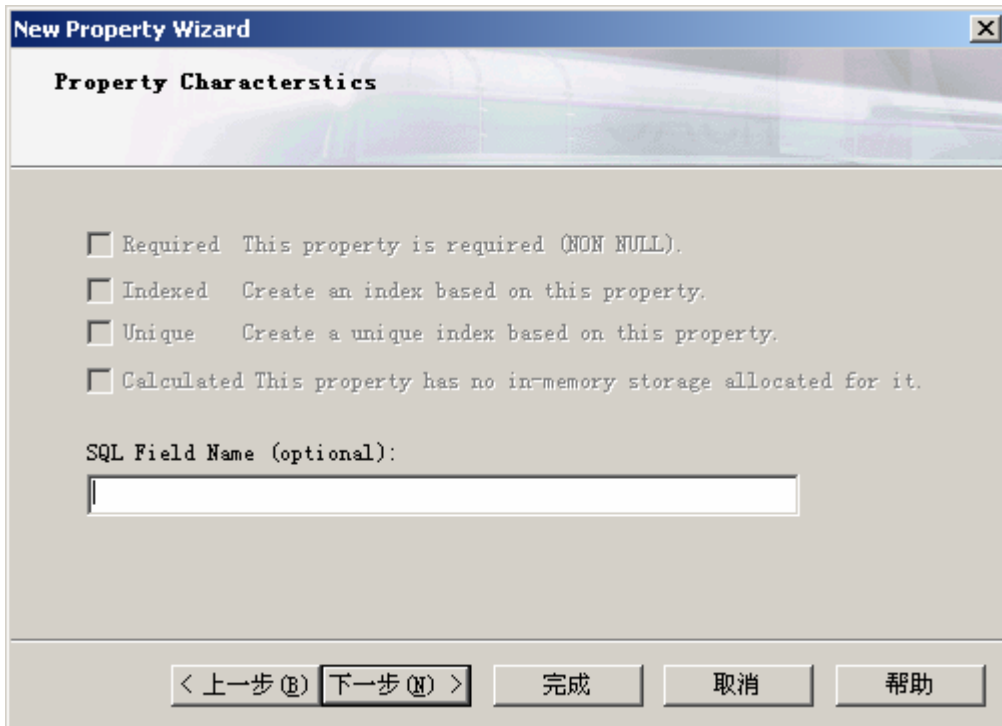 New Property Wizard
Property Characterstics
Required This property is required (NON NULL).
Indexed Create an index based on this property.
Unique Create a unique index based on this property.
Calculated This property has no in-memory storage allocated for it.
SQL Field Name (optional):
< 上一步(B) 下一步(N) > 完成 取消 帮助